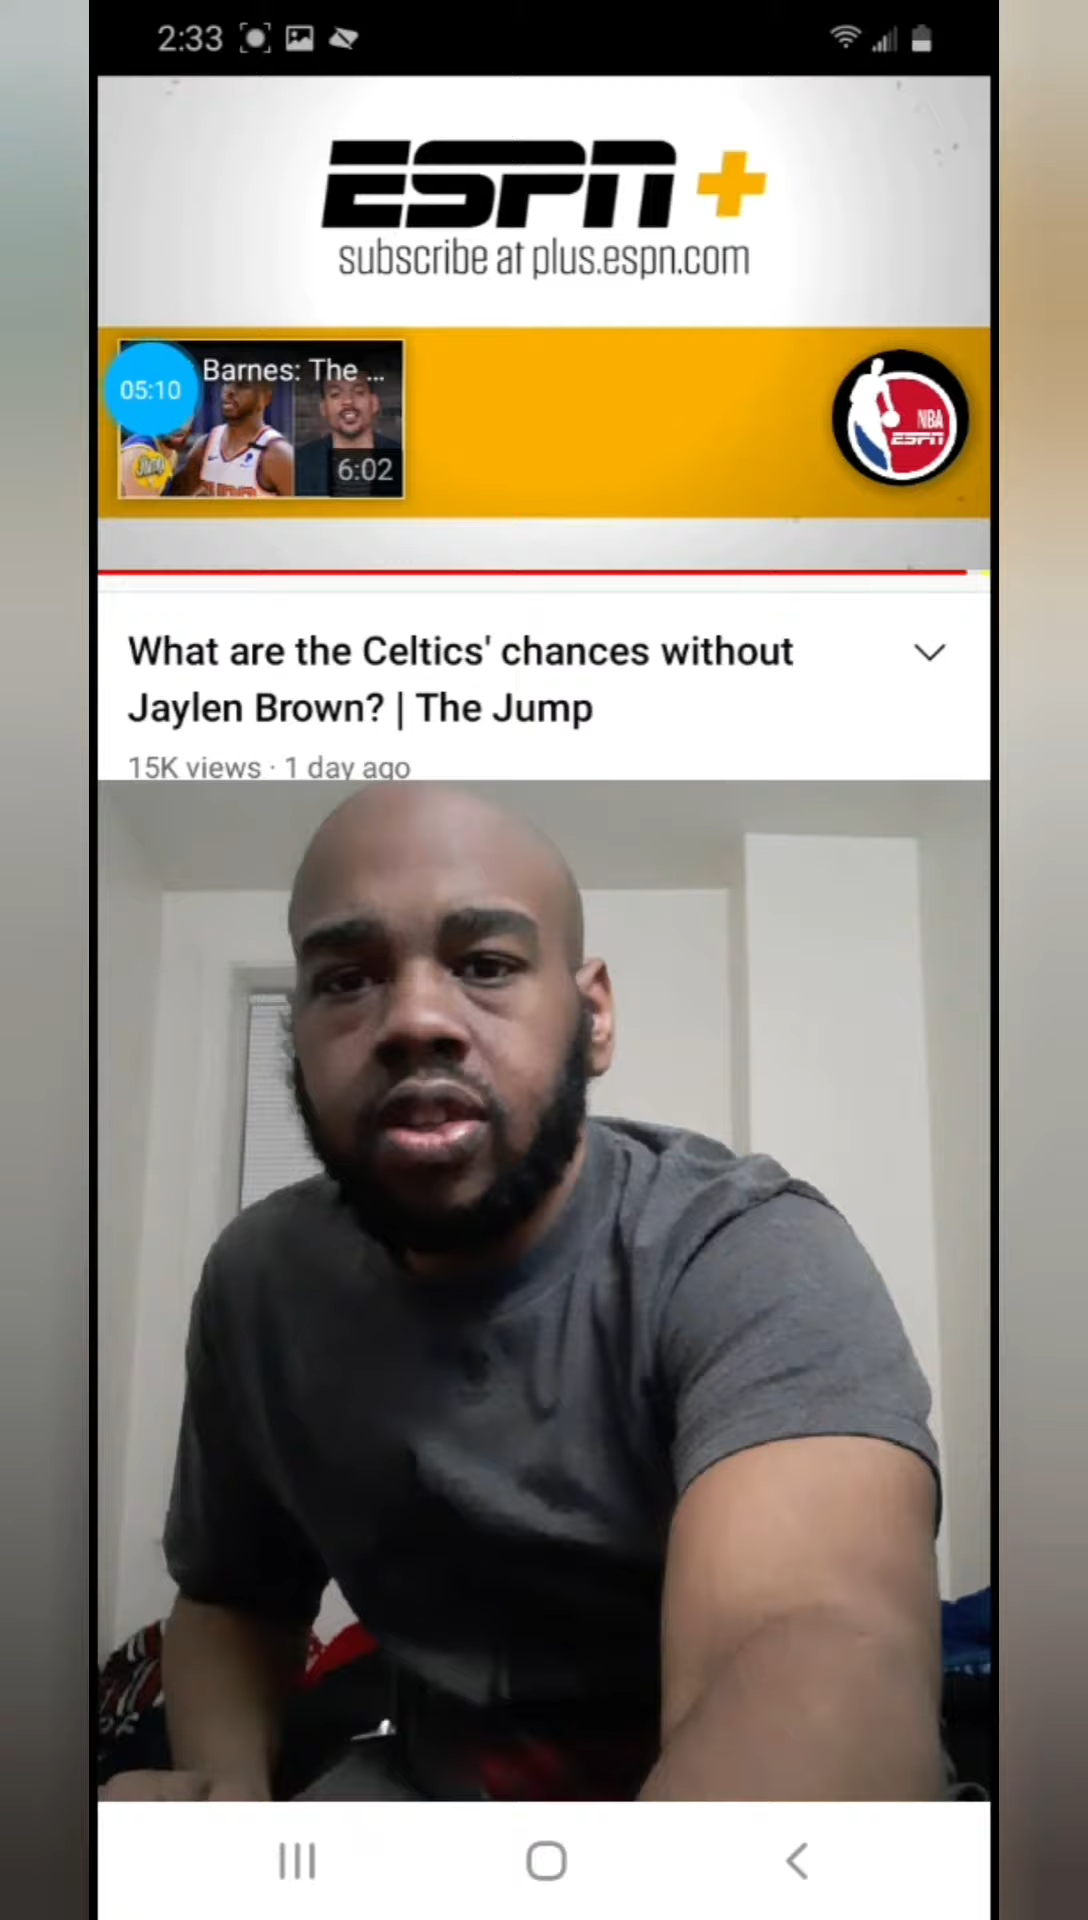 2:33
ESPN+
subscribe at plus.espn.com
05:10
Barnes: The ...
6:02
NBA
ESPN
What are the Celtics' chances without
Jaylen Brown? | The Jump
15K views · 1 day ago